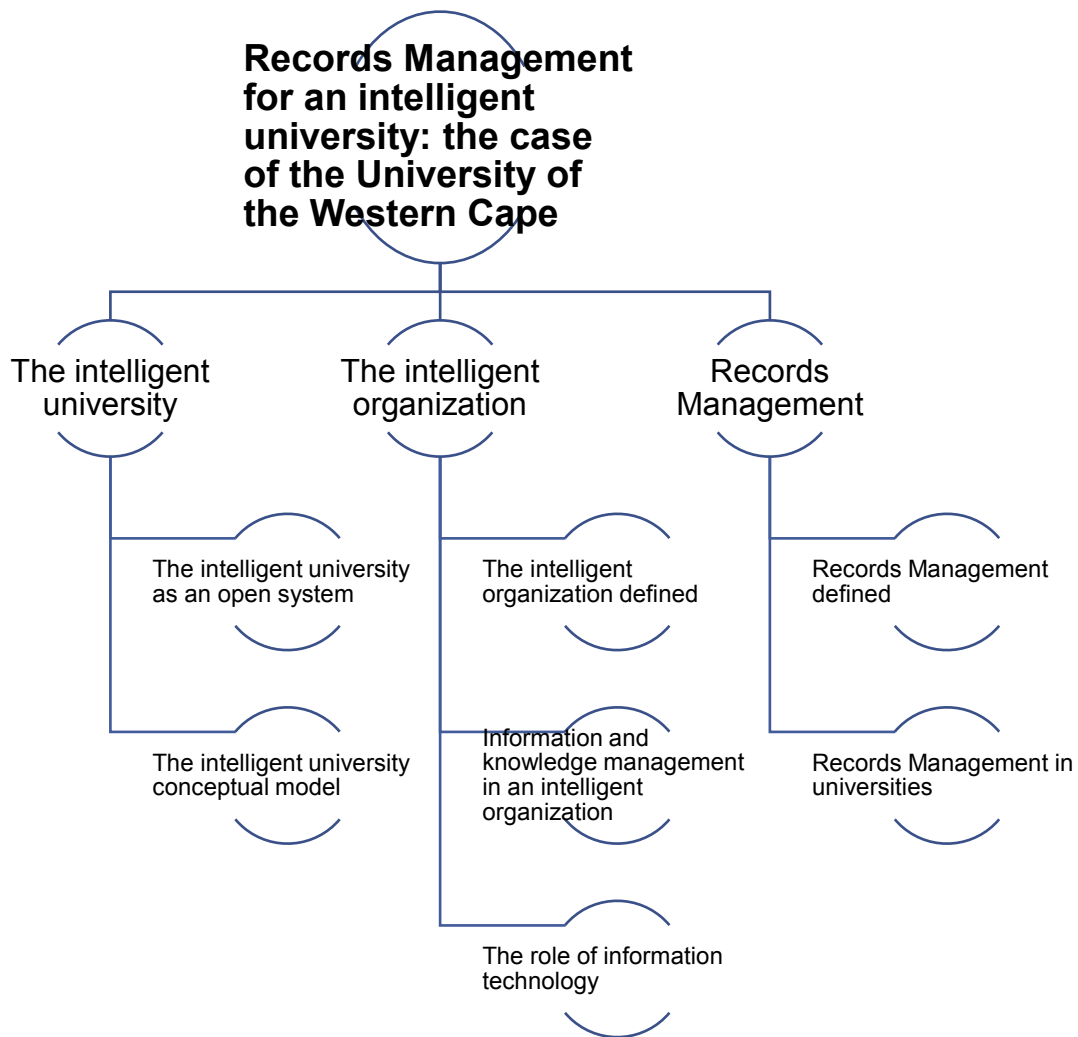 Records Management
for an intelligent
university: the case
of the University of
the Western Cape
The intelligent
university
The intelligent
organization
Records
Management
The intelligent university
as an open system
The intelligent
organization defined
Records Management
defined
The intelligent university
conceptual model
Information and
knowledge management
in an intelligent
organization
Records Management in
universities
The role of information
technology